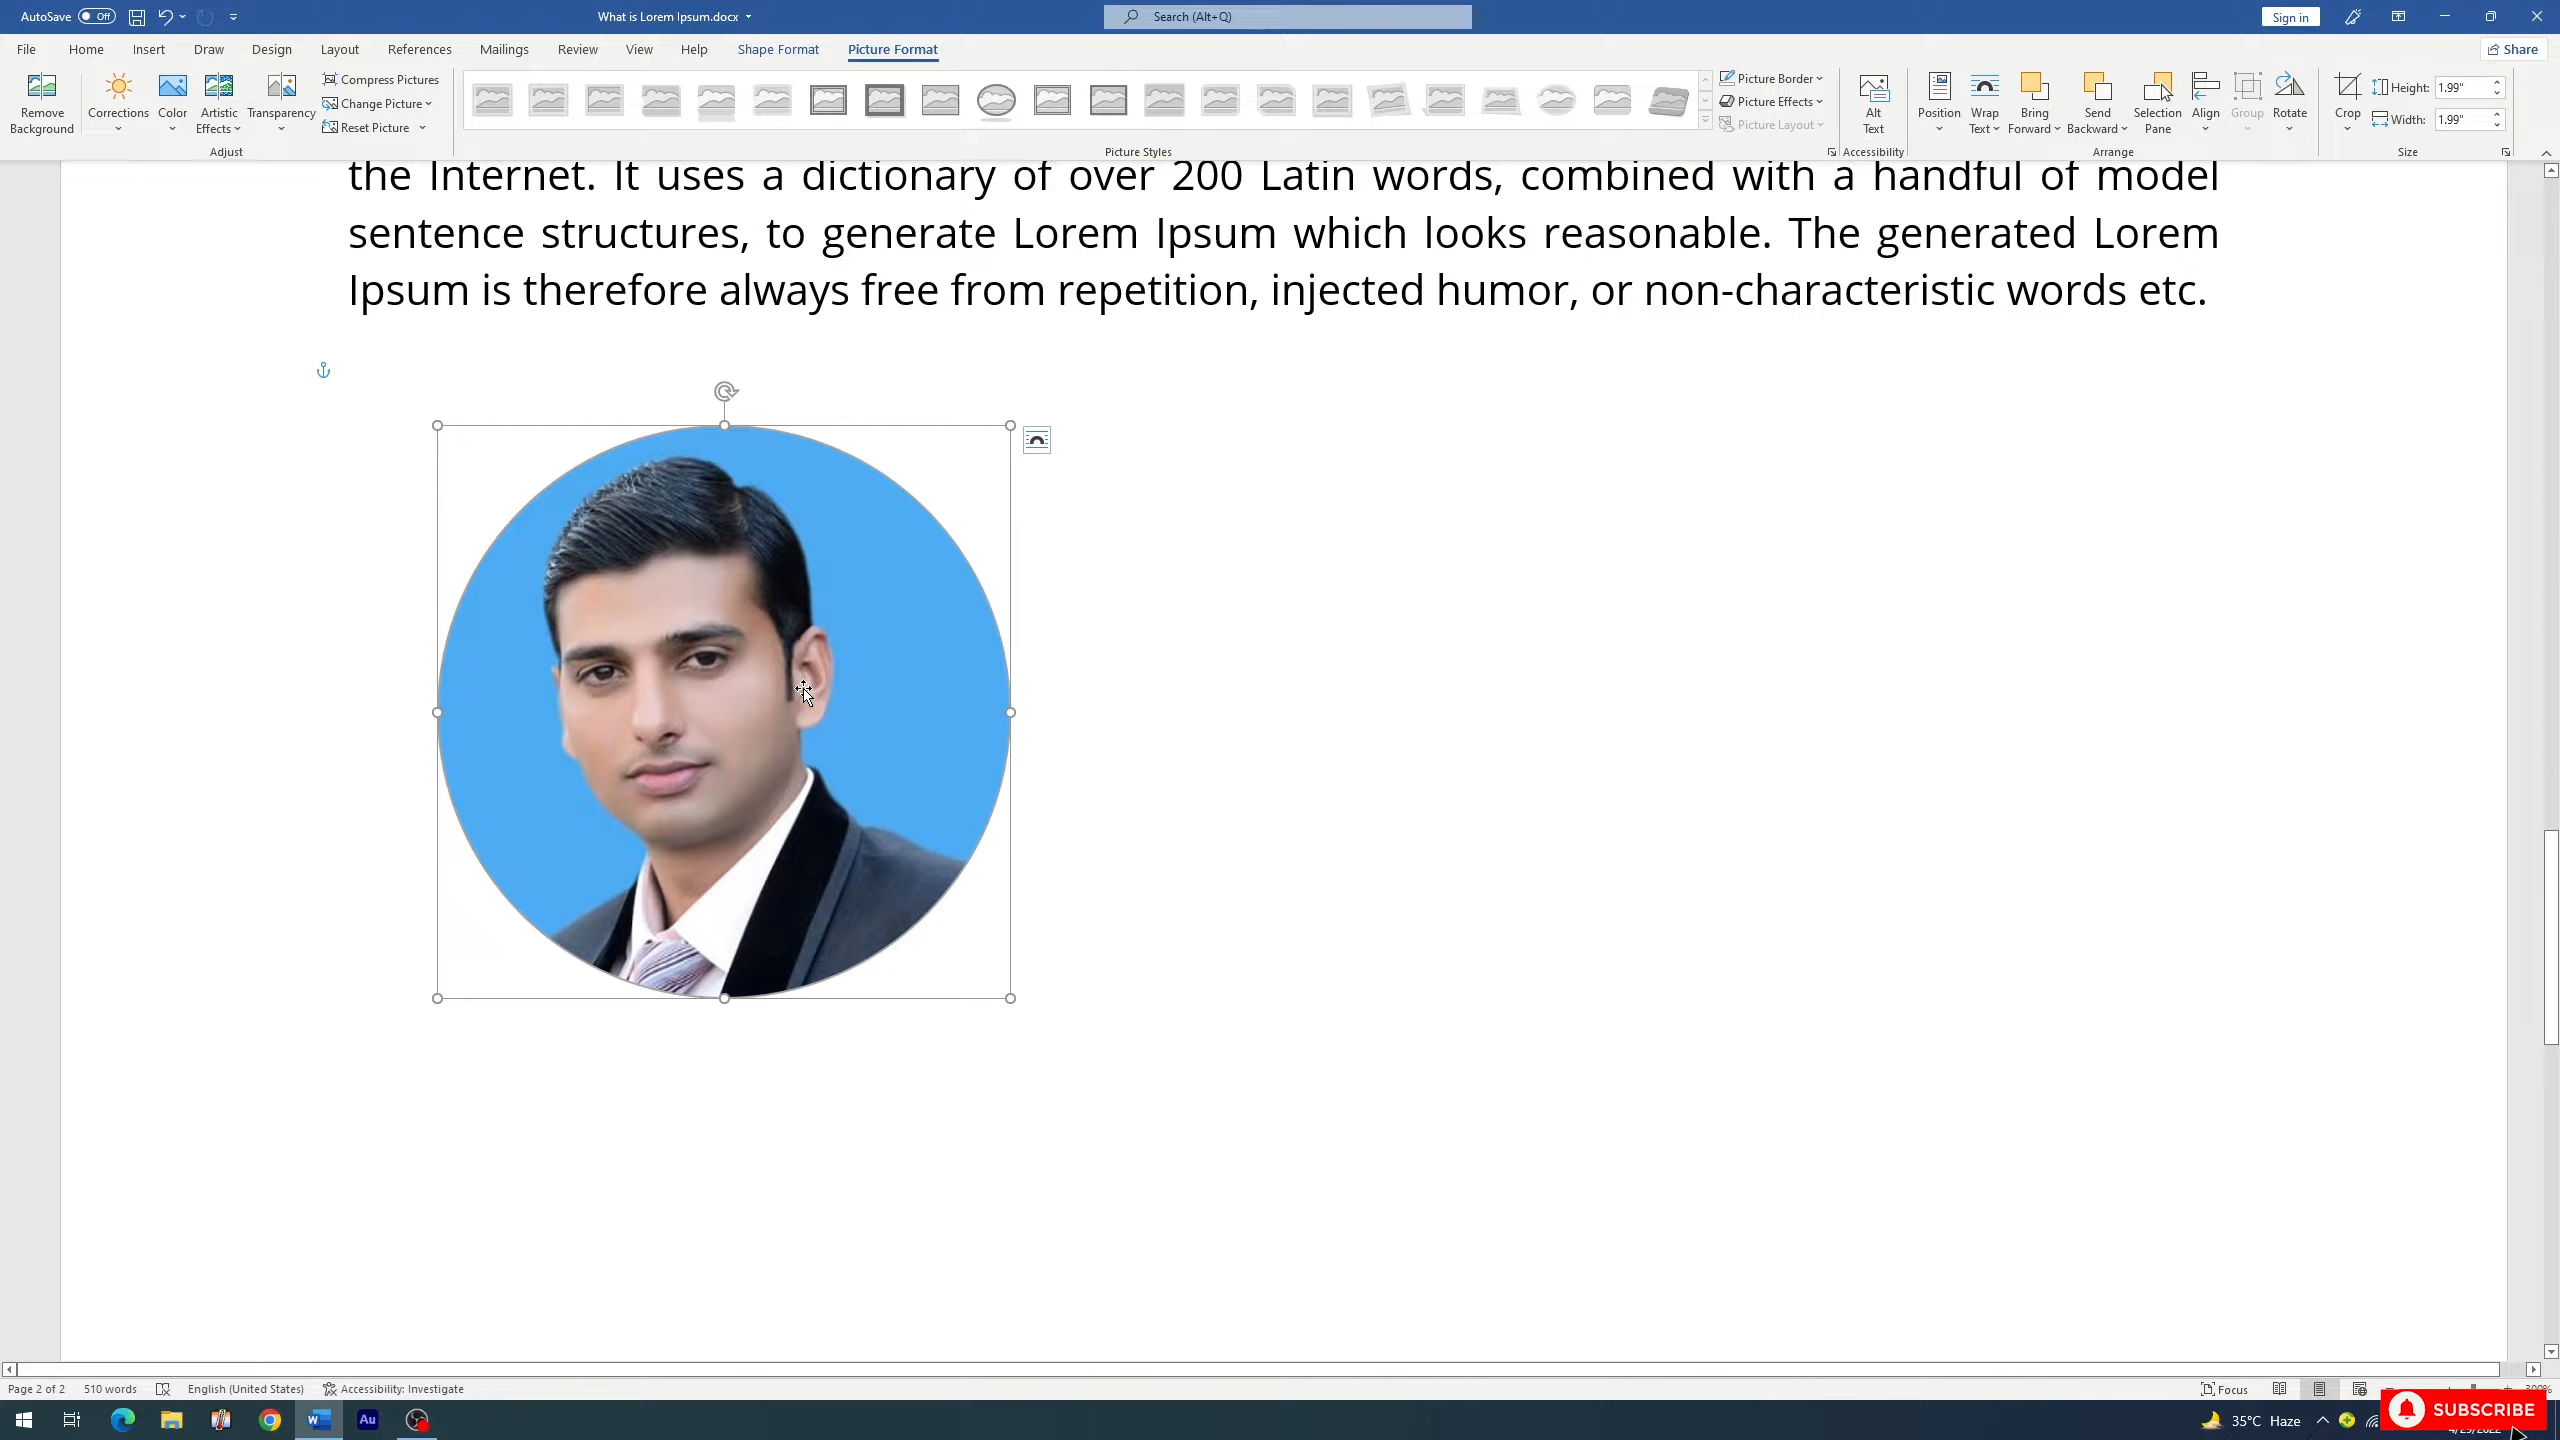 AutoSave Off What is Lorem Ipsum.docx Search (Alt+Q) Sign in
File Home Insert Draw Design Layout References Mailings Review View Help Shape Format Picture Format Share
Remove Background
Corrections
Color
Artistic Effects
Transparency
Compress Pictures
Change Picture
Reset Picture
Adjust
Picture Styles
Picture Border
Picture Effects
Picture Layout
Alt Text
Accessibility
Position
Wrap Text
Bring Forward
Send Backward
Selection Pane
Align
Group
Rotate
Arrange
Crop
Height: 1.99"
Width: 1.99"
Size
the Internet. It uses a dictionary of over 200 Latin words, combined with a handful of model
sentence structures, to generate Lorem Ipsum which looks reasonable. The generated Lorem
Ipsum is therefore always free from repetition, injected humor, or non-characteristic words etc.
Page 2 of 2 510 words English (United States) Accessibility: Investigate Focus
W Au 35°C Haze SUBSCRIBE